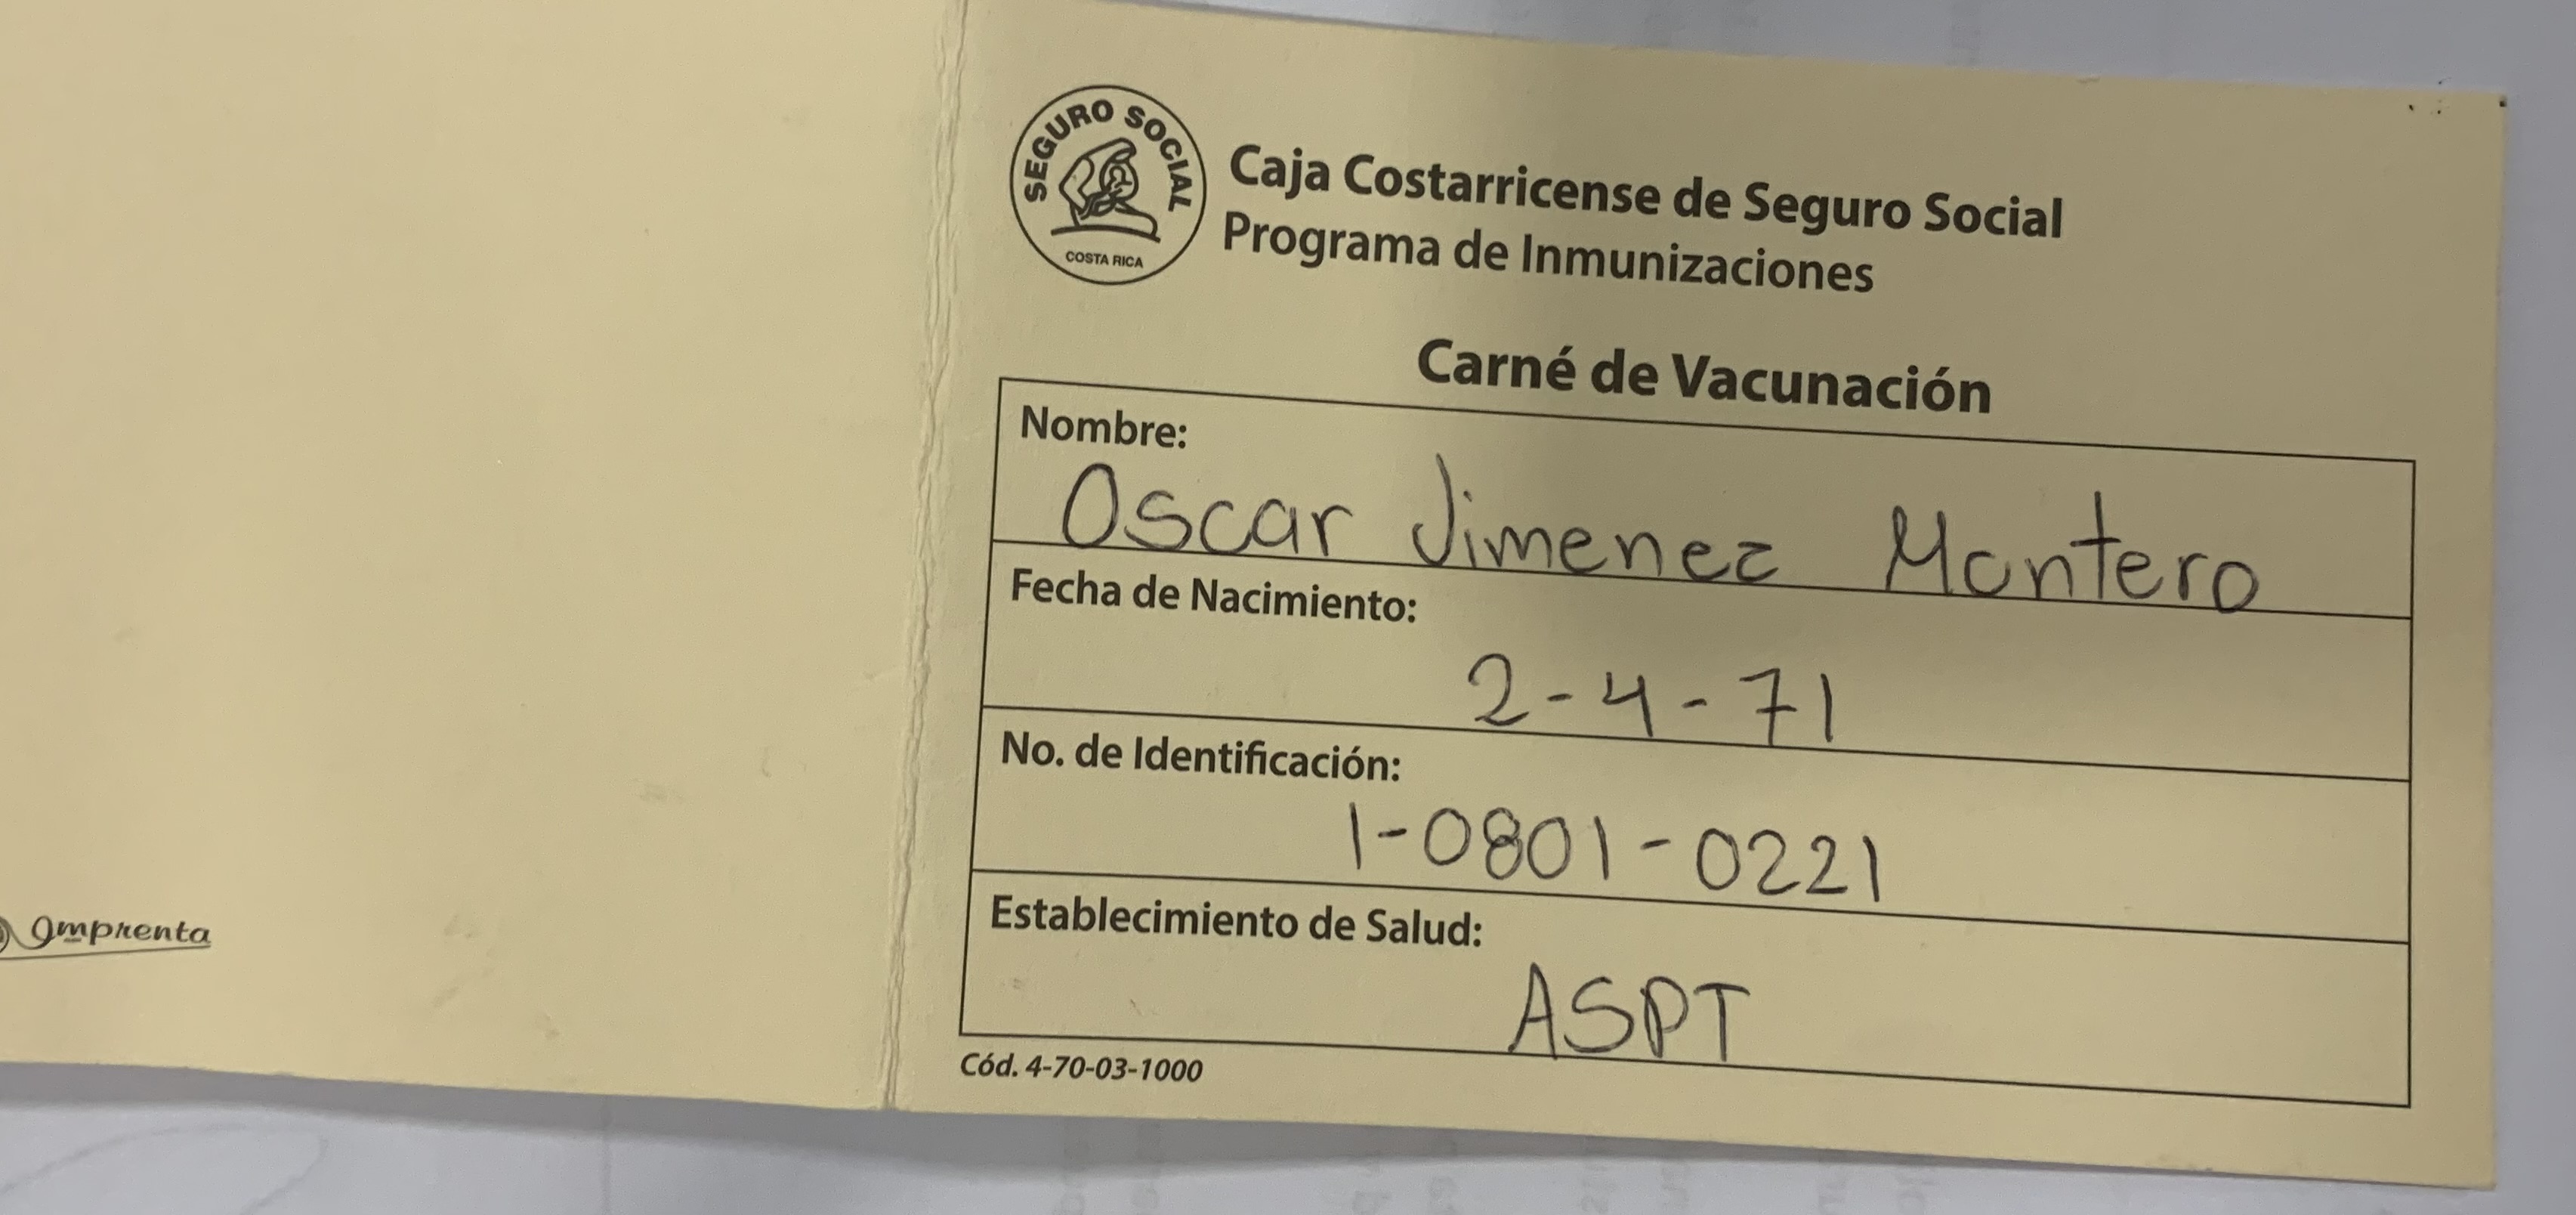 Imprenta
SEGURO SOCIAL
COSTA RICA
Caja Costarricense de Seguro Social
Programa de Inmunizaciones
Carné de Vacunación
Nombre:
Oscar Jimenez Montero
Fecha de Nacimiento:
2-4-71
No. de Identificación:
1-0801-0221
Establecimiento de Salud:
ASPT
Cód. 4-70-03-1000